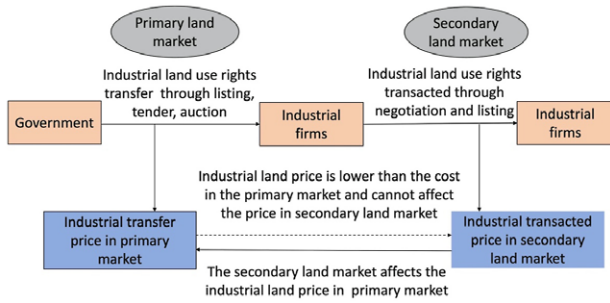 Primary land
market
Secondary
land market
Industrial land use rights
transfer through listing,
tender, auction
Industrial land use rights
transacted through
negotiation and listing
Government
Industrial
firms
Industrial
firms
Industrial land price is lower than the cost
in the primary market and cannot affect
the price in secondary land market
Industrial transfer
price in primary
market
Industrial transacted
price in secondary
land market
The secondary land market affects the
industrial land price in primary market